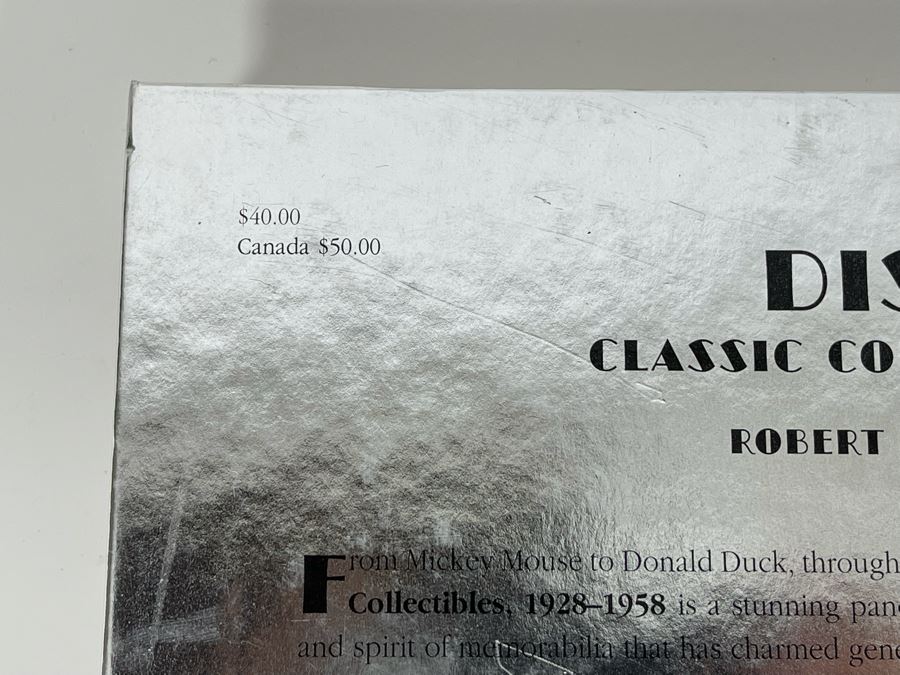 $40.00
Canada $50.00
DIS
CLASSIC CO
ROBERT
From Mickey Mouse to Donald Duck, through
Collectibles, 1928–1958 is a stunning pan
and spirit of memorabilia that has charmed gene